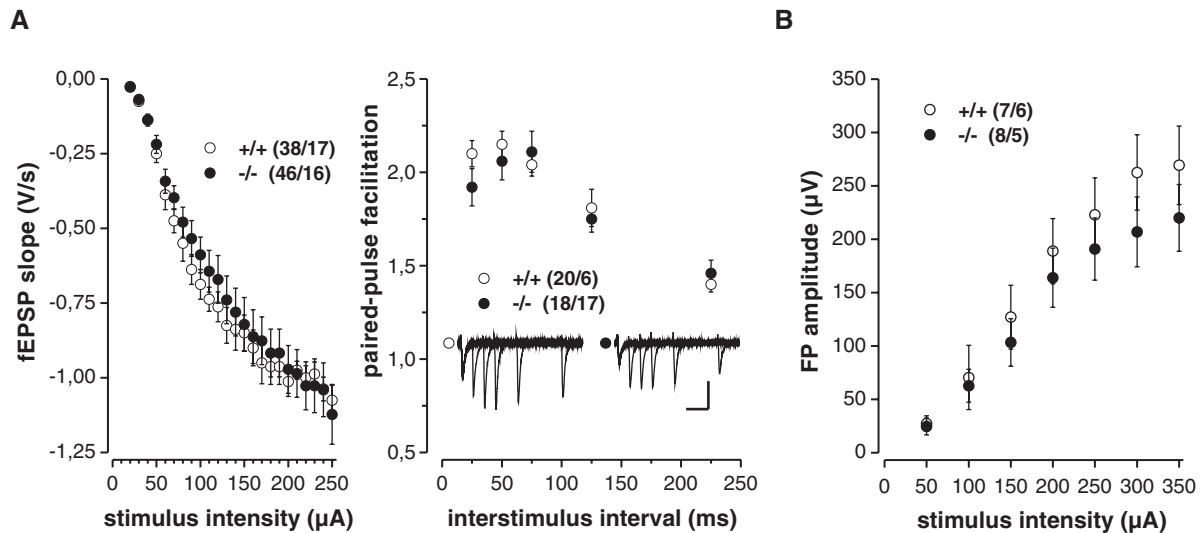 A
fEPSP slope (V/s)
0,00
-0,25
-0,50
-0,75
-1,00
-1,25
+/+ (38/17)
-/- (46/16)
0 50 100 150 200 250
stimulus intensity (µA)
paired-pulse facilitation
2,5
2,0
1,5
1,0
0,5
+/+ (20/6)
-/- (18/17)
0 50 100 150 200 250
interstimulus interval (ms)
B
FP amplitude (µV)
350
300
250
200
150
100
50
0
+/+ (7/6)
-/- (8/5)
0 50 100 150 200 250 300 350
stimulus intensity (µA)